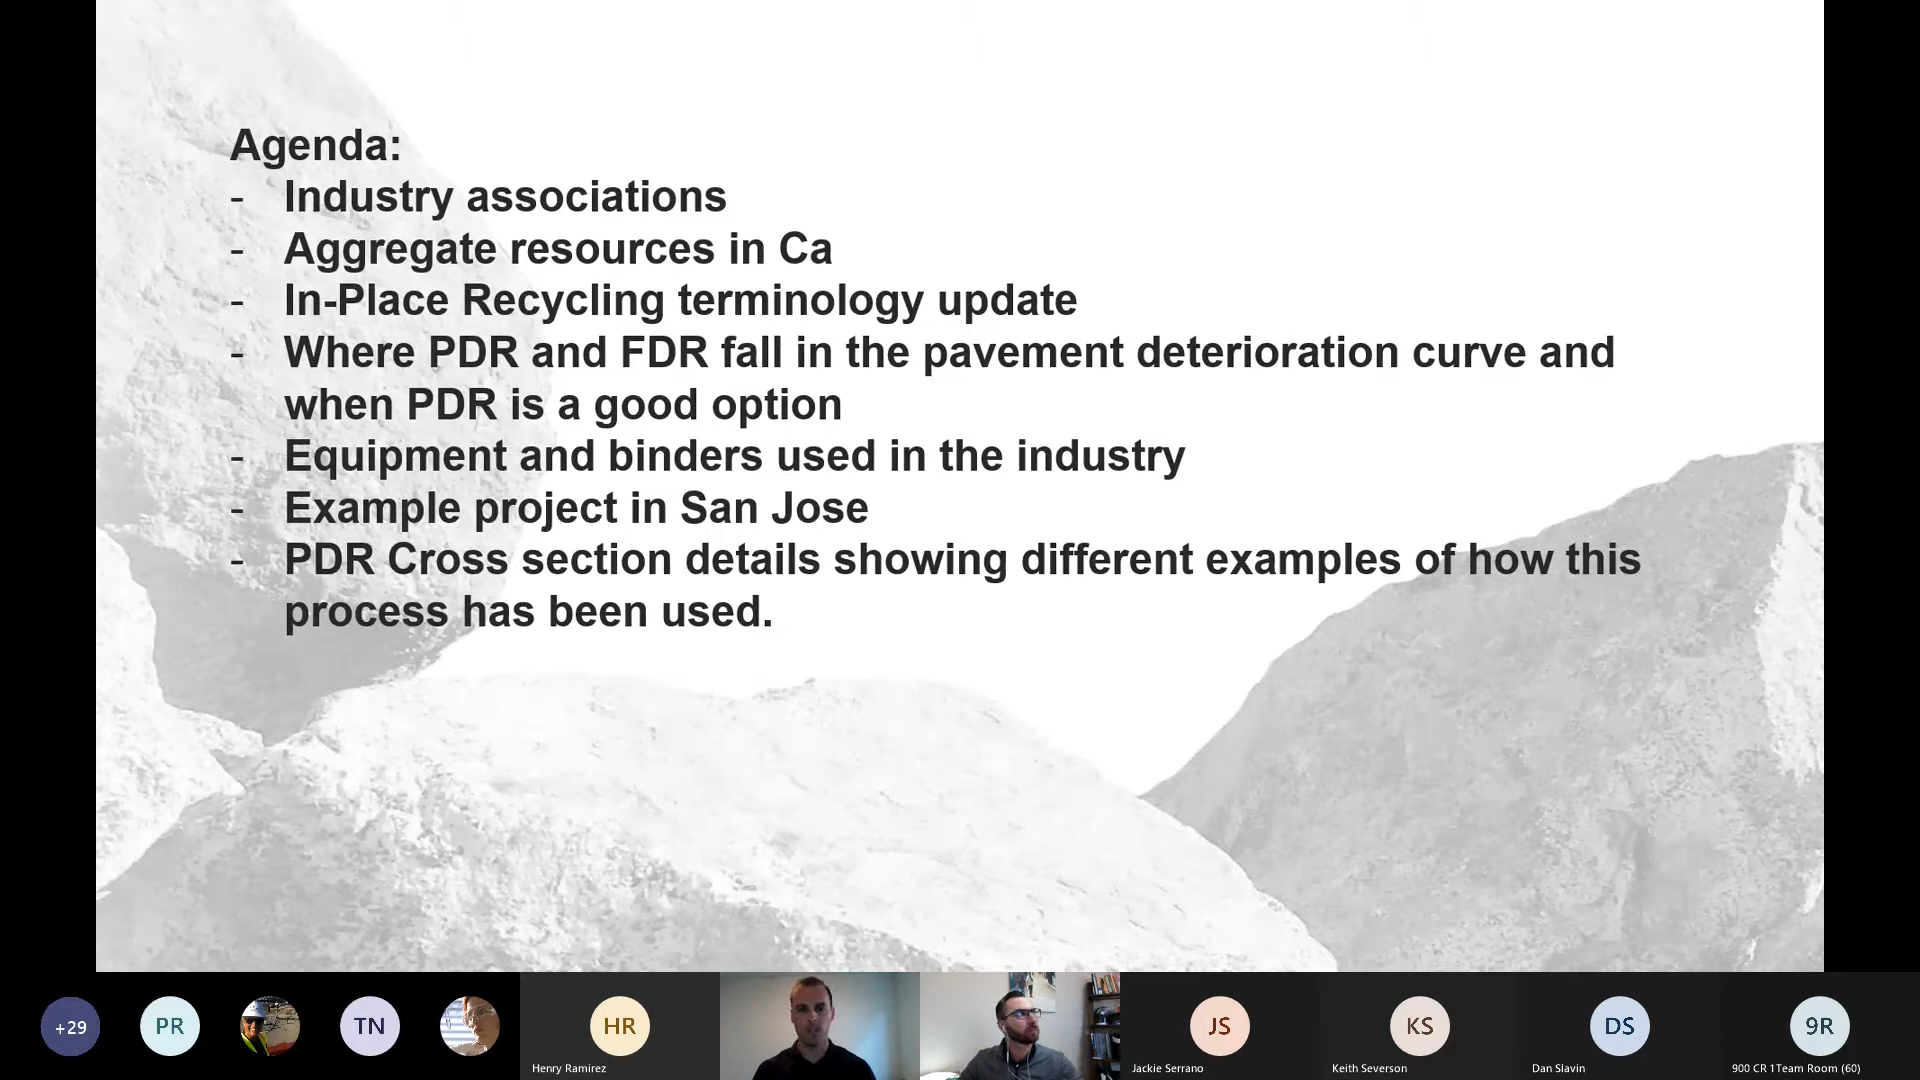 Agenda:
- Industry associations
- Aggregate resources in Ca
- In-Place Recycling terminology update
- Where PDR and FDR fall in the pavement deterioration curve and
when PDR is a good option
- Equipment and binders used in the industry
- Example project in San Jose
- PDR Cross section details showing different examples of how this
process has been used.
+29
PR
TN
HR
JS
KS
DS
9R
Henry Ramirez
Jackie Serrano
Keith Severson
Dan Slavin
900 CR 1Team Room (60)